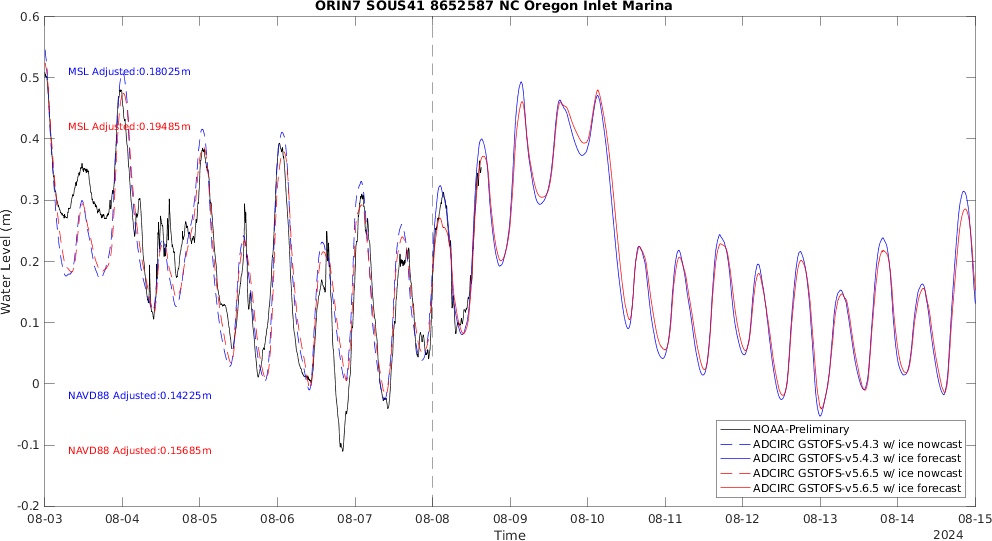 ORIN7 SOUS41 8652587 NC Oregon Inlet Marina
0.6
0.5
0.4
0.3
0.2
0.1
0
-0.1
-0.2
Water Level (m)
MSL Adjusted:0.18025m
MSL Adjusted:0.19485m
NAVD88 Adjusted:0.14225m
NAVD88 Adjusted:0.15685m
NOAA-Preliminary
ADCIRC GSTOFS-v5.4.3 w/ ice nowcast
ADCIRC GSTOFS-v5.4.3 w/ ice forecast
ADCIRC GSTOFS-v5.6.5 w/ ice nowcast
ADCIRC GSTOFS-v5.6.5 w/ ice forecast
08-03 08-04 08-05 08-06 08-07 08-08 08-09 08-10 08-11 08-12 08-13 08-14 08-15
Time
2024